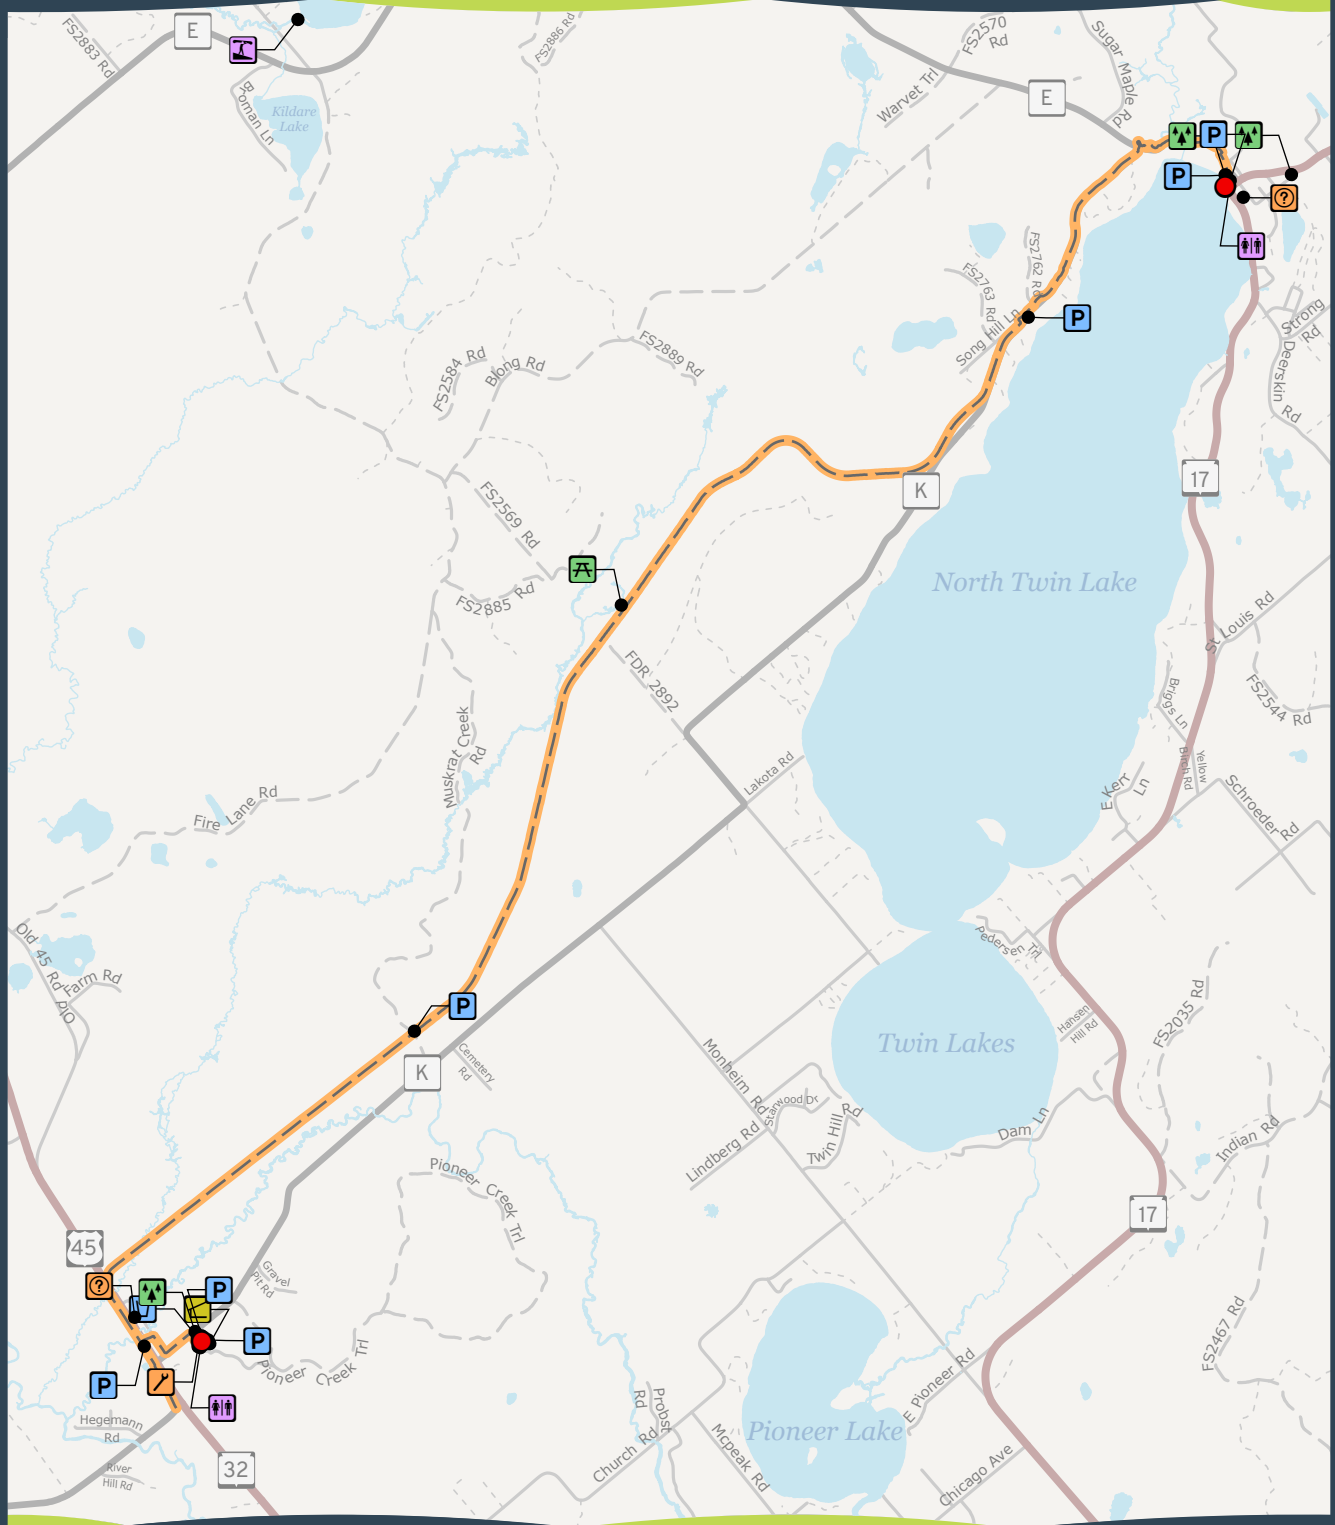 E
FS2883 Rd
FS2886 Rd
FS2570
Rd
Sugar Maple Rd
Warvet Trl
E
Roman Ln
Kildare
Lake
P
P
?
FS2762 Rd
FS2763 Rd
Song Hill Ln
P
Strong
Rd
Deerskin Rd
FS2584 Rd
Blong Rd
FS2889 Rd
17
K
FS2569 Rd
FS2885 Rd
North Twin Lake
St Louis Rd
FDR 2892
FS2544 Rd
Briggs Ln
Muskrat Creek
Rd
Yellow
Birch Rd
Lakota Rd
E Kerr
Ln
Schroeder Rd
Fire Lane Rd
Old 45 Rd
Old
Farm Rd
Pedersen Trl
P
FS2035 Rd
Hansen
Hill Rd
Twin Lakes
Monheim Rd
K
Cemetery
Rd
Starwood Dr
Twin Hill Rd
Lindberg Rd
Dam Ln
Indian Rd
Pioneer Creek Trl
17
45
?
Gravel
Pit Rd
P
P
P
Pioneer Creek Trl
FS2467 Rd
E Pioneer Rd
Hegemann
Rd
Probst
Rd
Church Rd
Mcpeak Rd
Pioneer Lake
River
Hill Rd
32
Chicago Ave